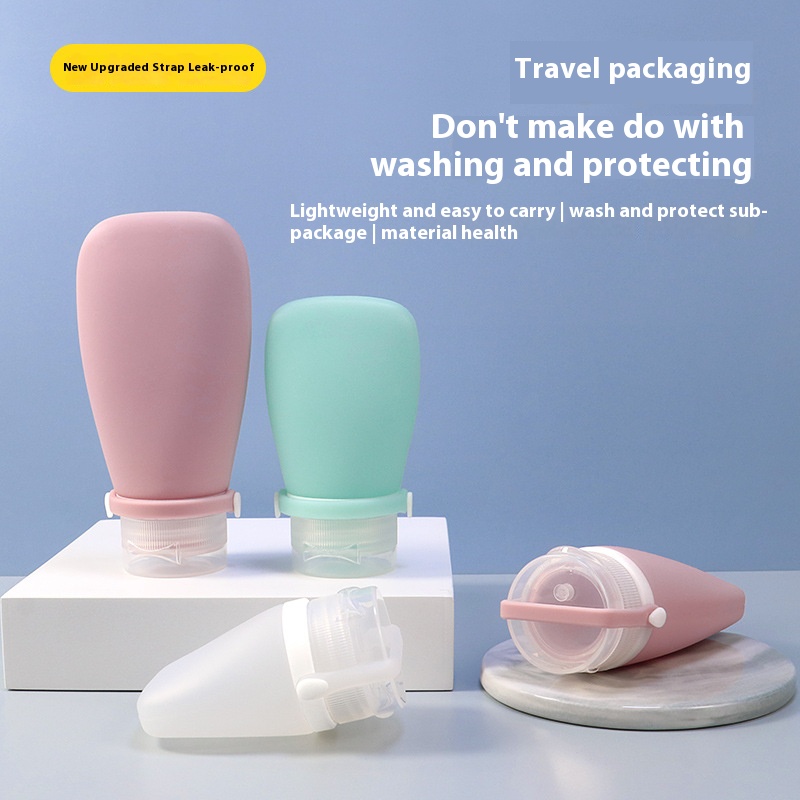 New Upgraded Strap Leak-proof
Travel packaging
Don't make do with
washing and protecting
Lightweight and easy to carry | wash and protect sub-
package | material health